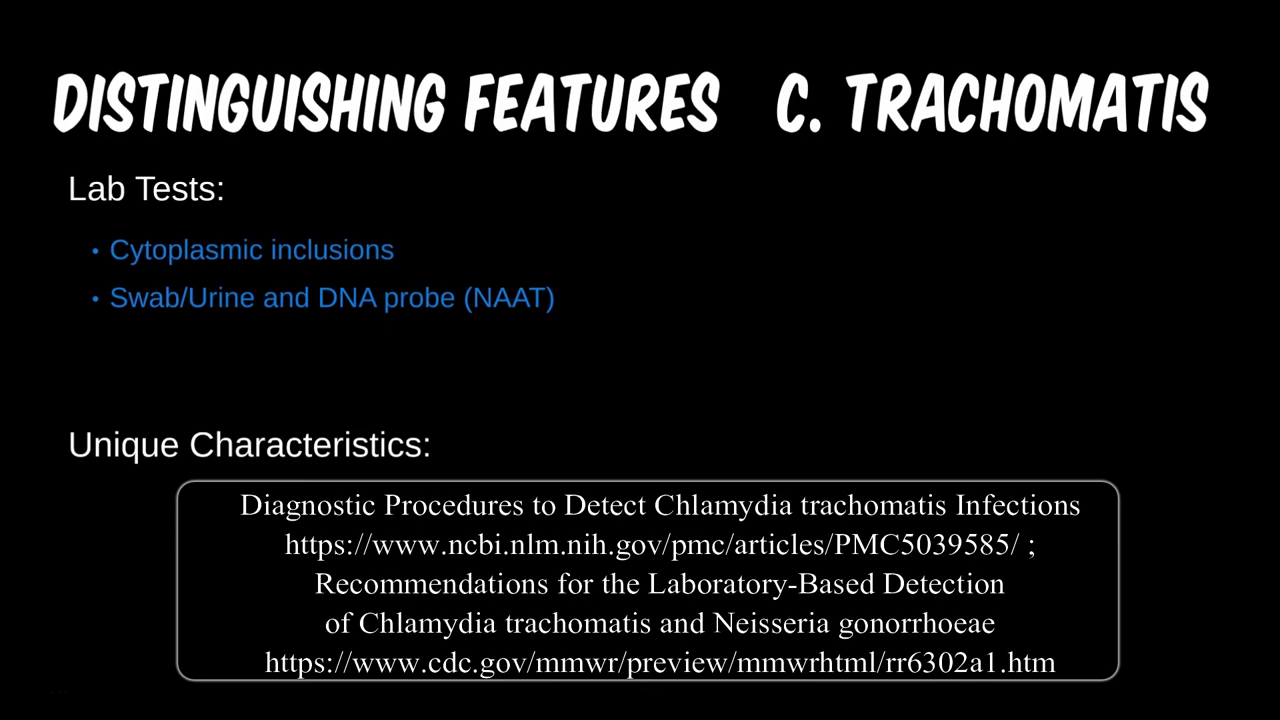 DISTINGUISHING FEATURES C. TRACHOMATIS
Lab Tests:
• Cytoplasmic inclusions
• Swab/Urine and DNA probe (NAAT)
Unique Characteristics:
Diagnostic Procedures to Detect Chlamydia trachomatis Infections
https://www.ncbi.nlm.nih.gov/pmc/articles/PMC5039585/ ;
Recommendations for the Laboratory-Based Detection
of Chlamydia trachomatis and Neisseria gonorrhoeae
https://www.cdc.gov/mmwr/preview/mmwrhtml/rr6302a1.htm